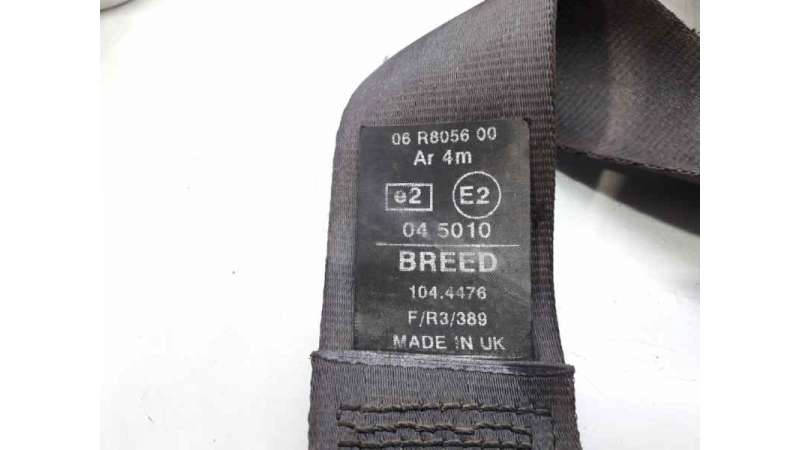 06 R8056 00
Ar 4m
e2 E2
04 5010
BREED
104.4476
F/R3/389
MADE IN UK